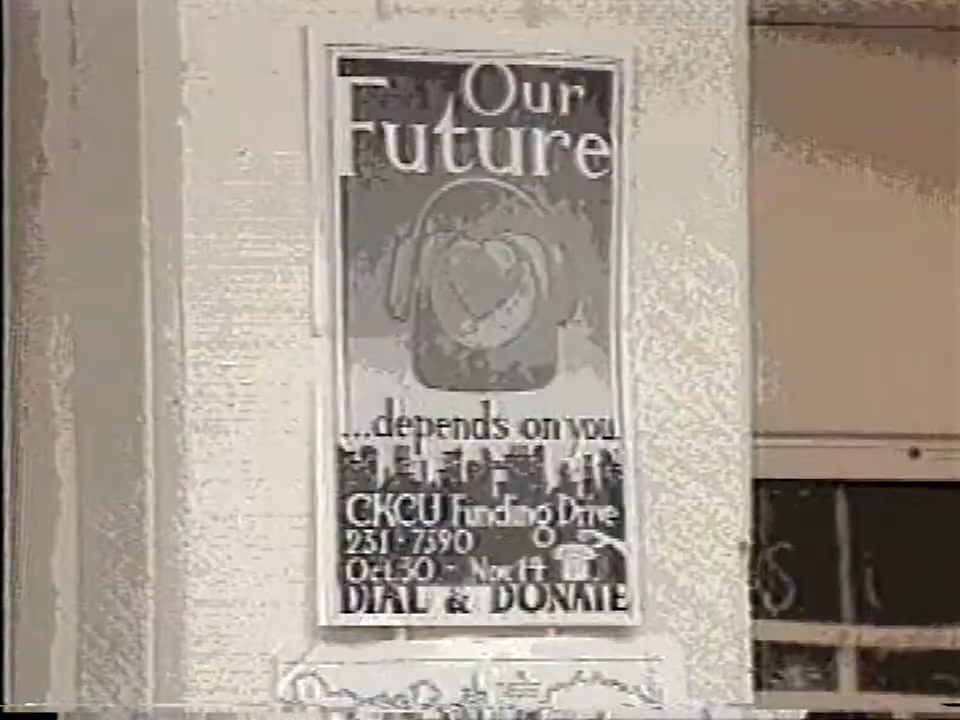 Our
Future
...depends on you
CKCU Funding Drive
231-7590
Oct. 30 - Nov. 14
DIAL & DONATE